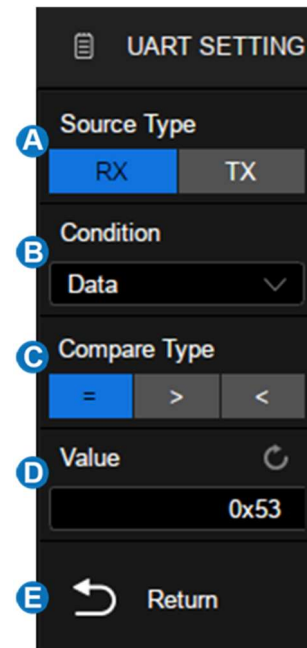 UART SETTING
A Source Type
RX TX
B Condition
Data
C Compare Type
= > <
D Value
0x53
E Return